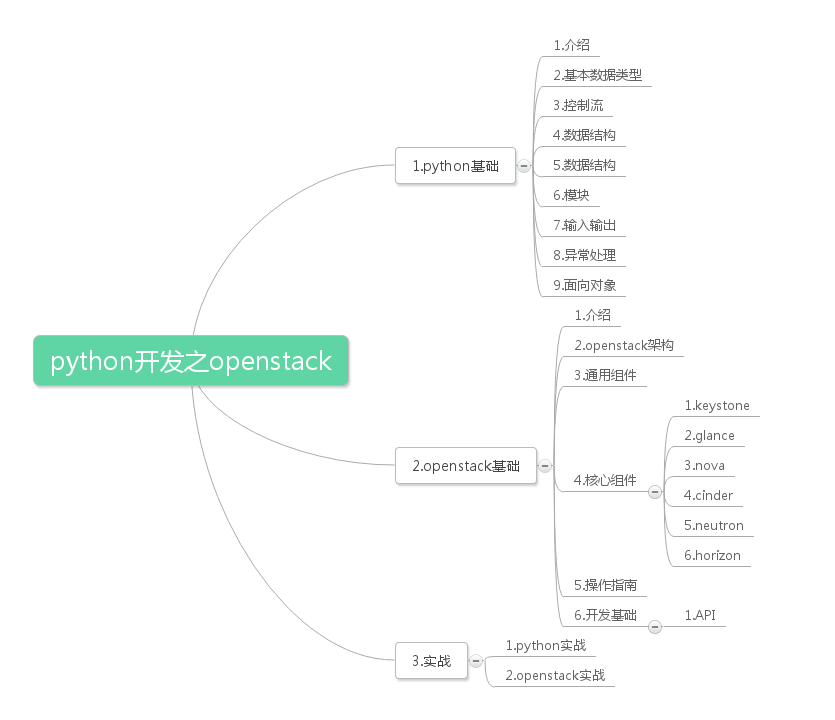 python开发之openstack
1.python基础
1.介绍
2.基本数据类型
3.控制流
4.数据结构
5.数据结构
6.模块
7.输入输出
8.异常处理
9.面向对象
2.openstack基础
1.介绍
2.openstack架构
3.通用组件
4.核心组件
1.keystone
2.glance
3.nova
4.cinder
5.neutron
6.horizon
5.操作指南
6.开发基础
1.API
3.实战
1.python实战
2.openstack实战